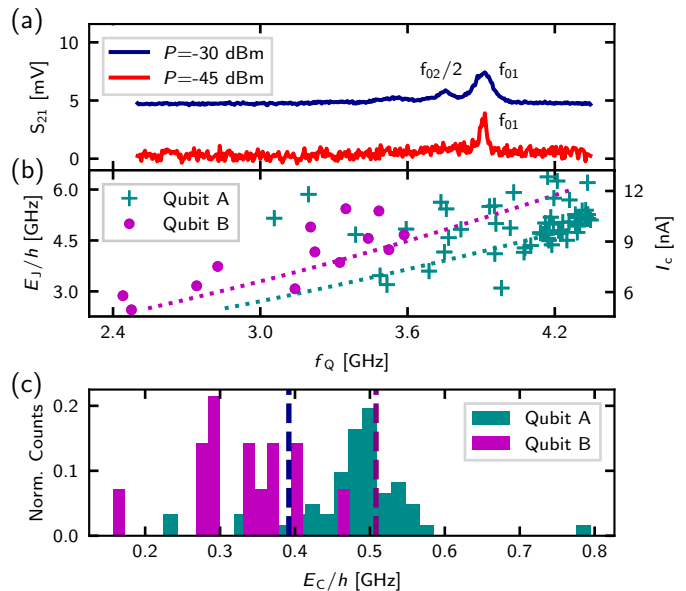 (a)
S21 [mV]
10
5
0
P=-30 dBm
P=-45 dBm
f02/2
f01
f01
(b)
EJ/h [GHz]
6.0
4.5
3.0
Qubit A
Qubit B
12
9
6
Ic [nA]
2.4
3.0
3.6
4.2
fQ [GHz]
(c)
Norm. Counts
0.2
0.1
0.0
Qubit A
Qubit B
0.2
0.3
0.4
0.5
0.6
0.7
0.8
EC/h [GHz]